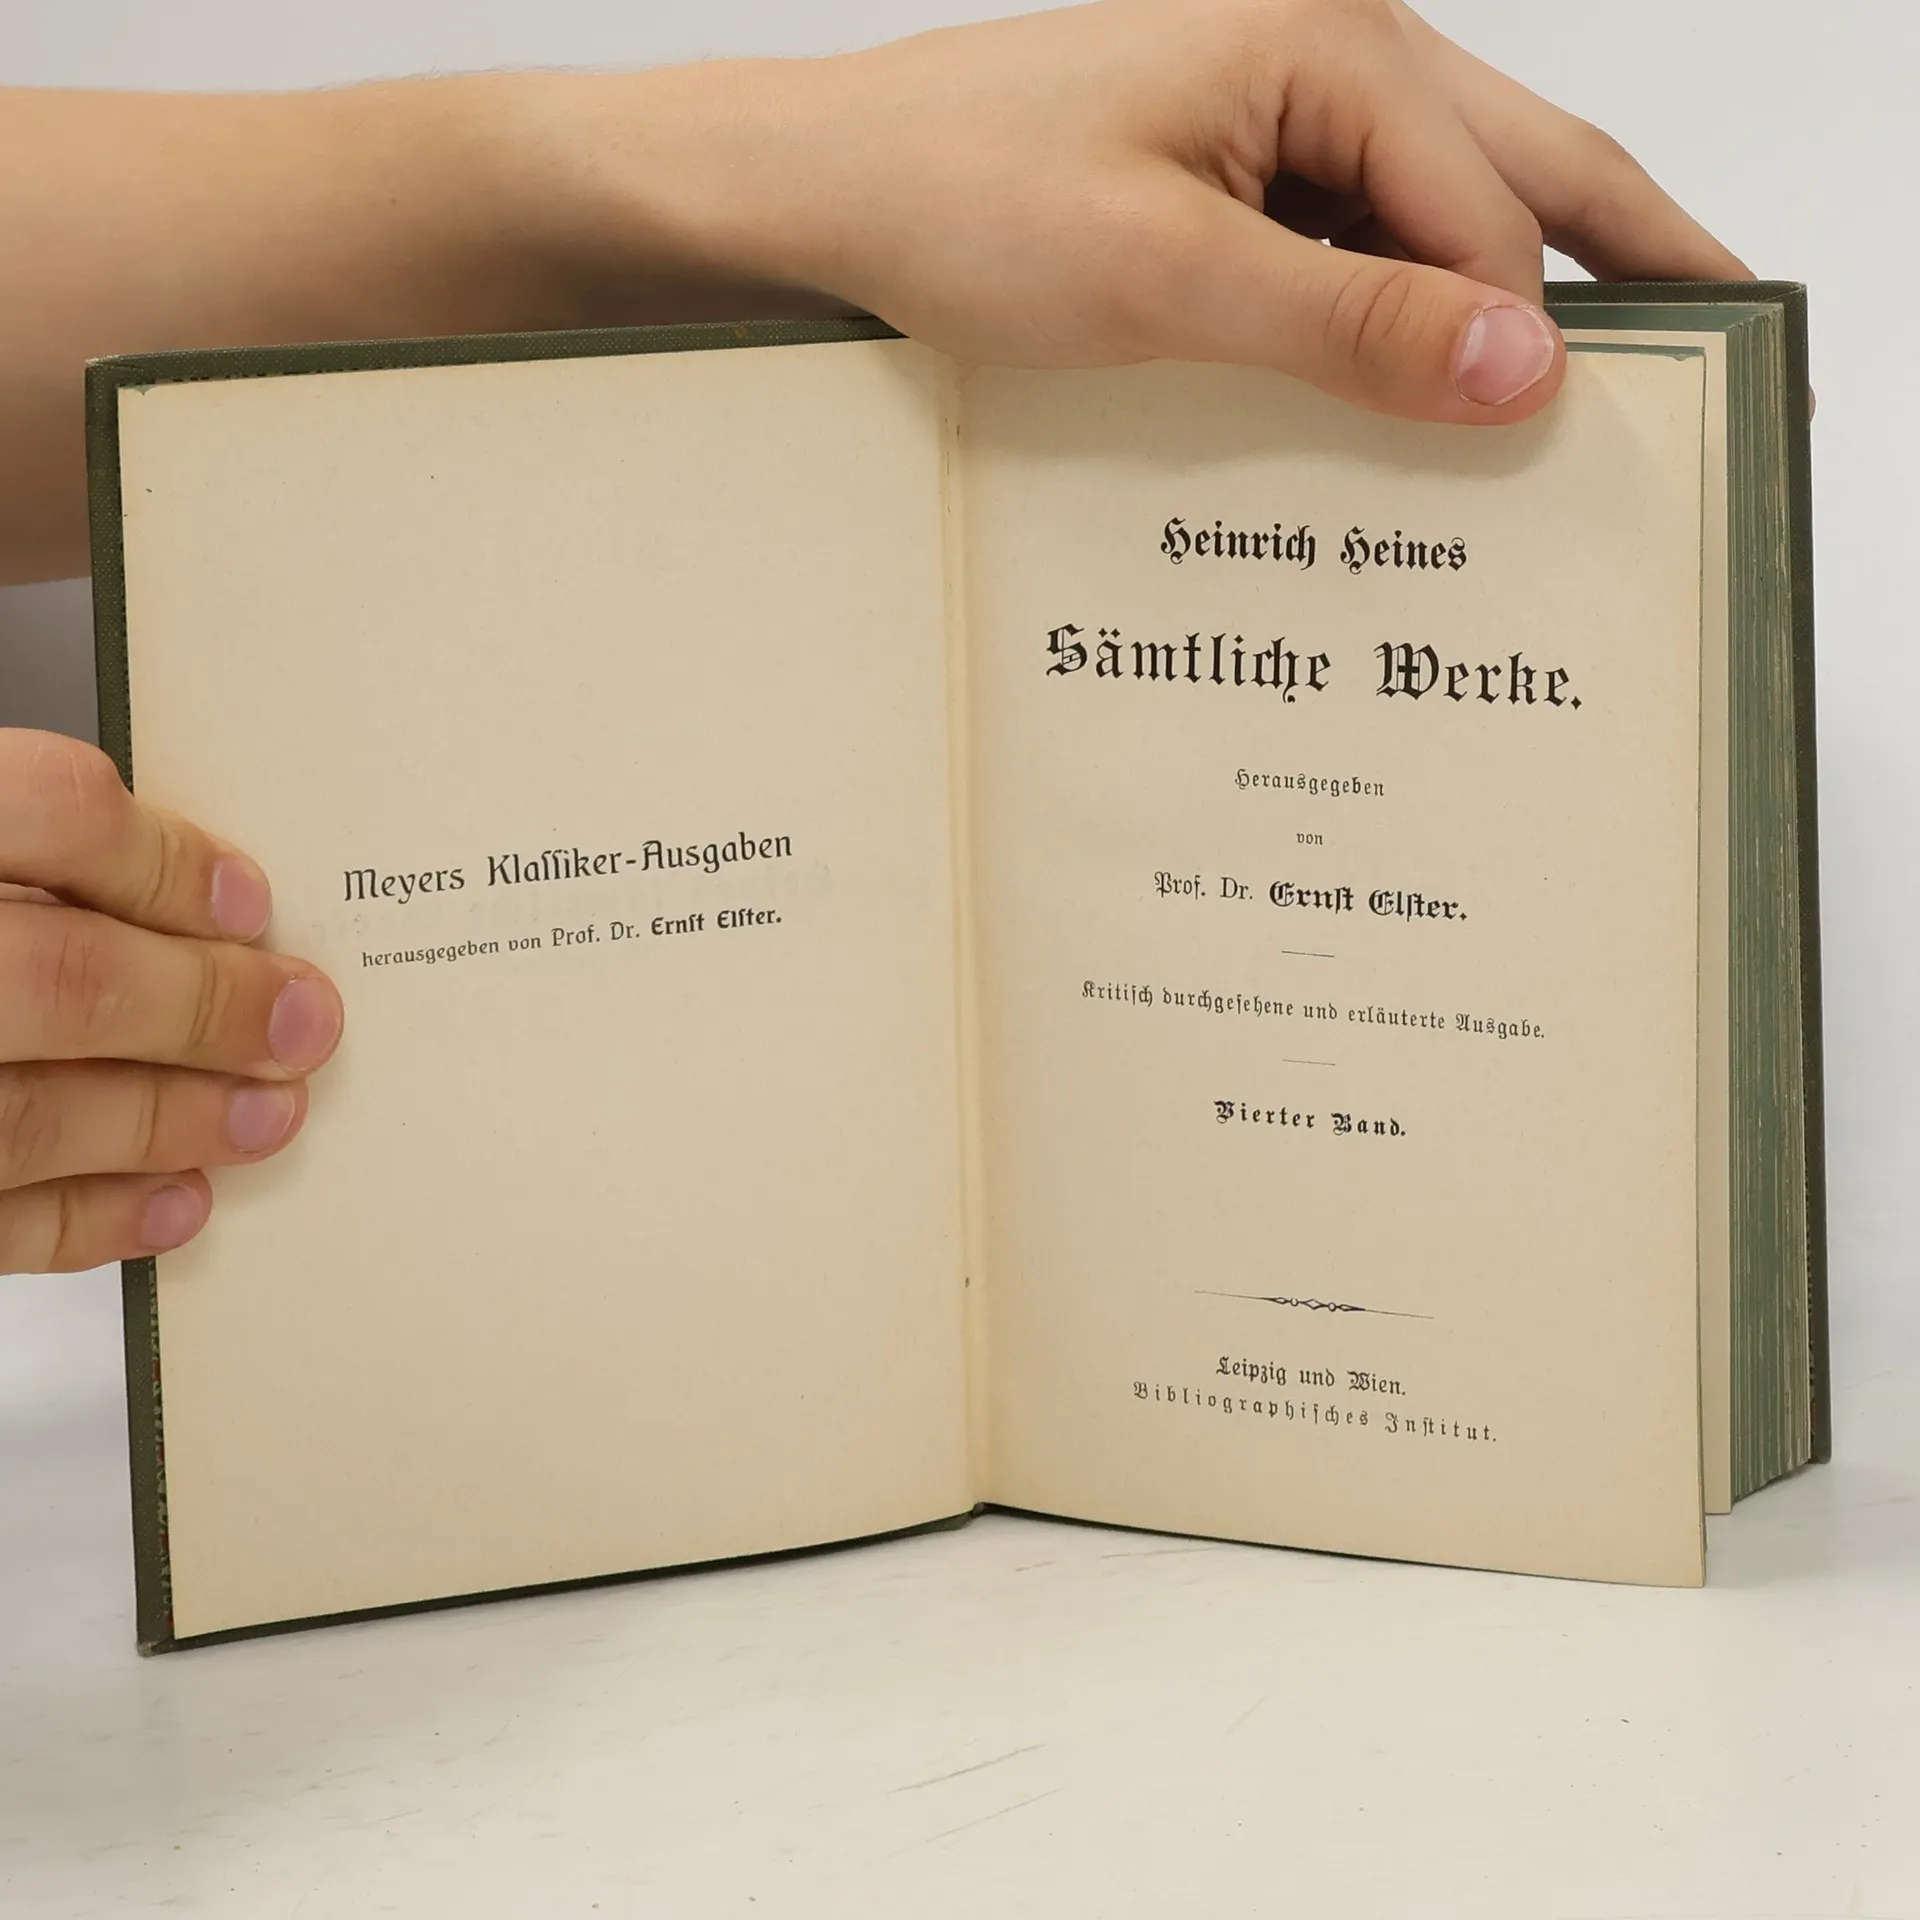 Meyers Klaſſiker-Ausgaben
herausgegeben von Prof. Dr. Ernſt Elſter.
Heinrich Heines
Sämtliche Werke.
Herausgegeben
von
Prof. Dr. Ernſt Elſter.
Kritiſch durchgeſehene und erläuterte Ausgabe.
Vierter Band.
Leipzig und Wien.
Bibliographiſches Inſtitut.